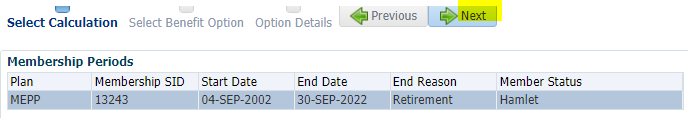 Select Calculation Select Benefit Option Option Details Previous Next
Membership Periods
Plan Membership SID Start Date End Date End Reason Member Status
MEPP 13243 04-SEP-2002 30-SEP-2022 Retirement Hamlet